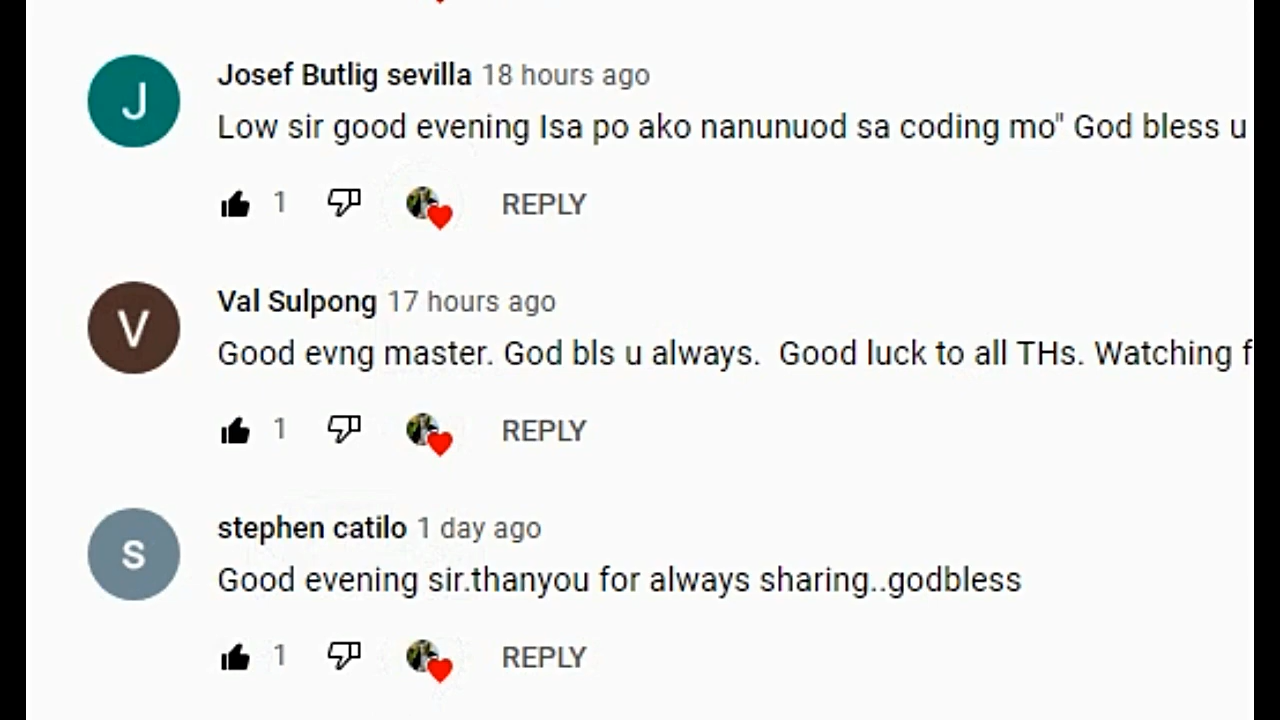 J
Josef Butlig sevilla 18 hours ago
Low sir good evening Isa po ako nanunuod sa coding mo" God bless u
1 REPLY
V
Val Sulpong 17 hours ago
Good evng master. God bls u always.  Good luck to all THs. Watching
1 REPLY
s
stephen catilo 1 day ago
Good evening sir.thanyou for always sharing..godbless
1 REPLY